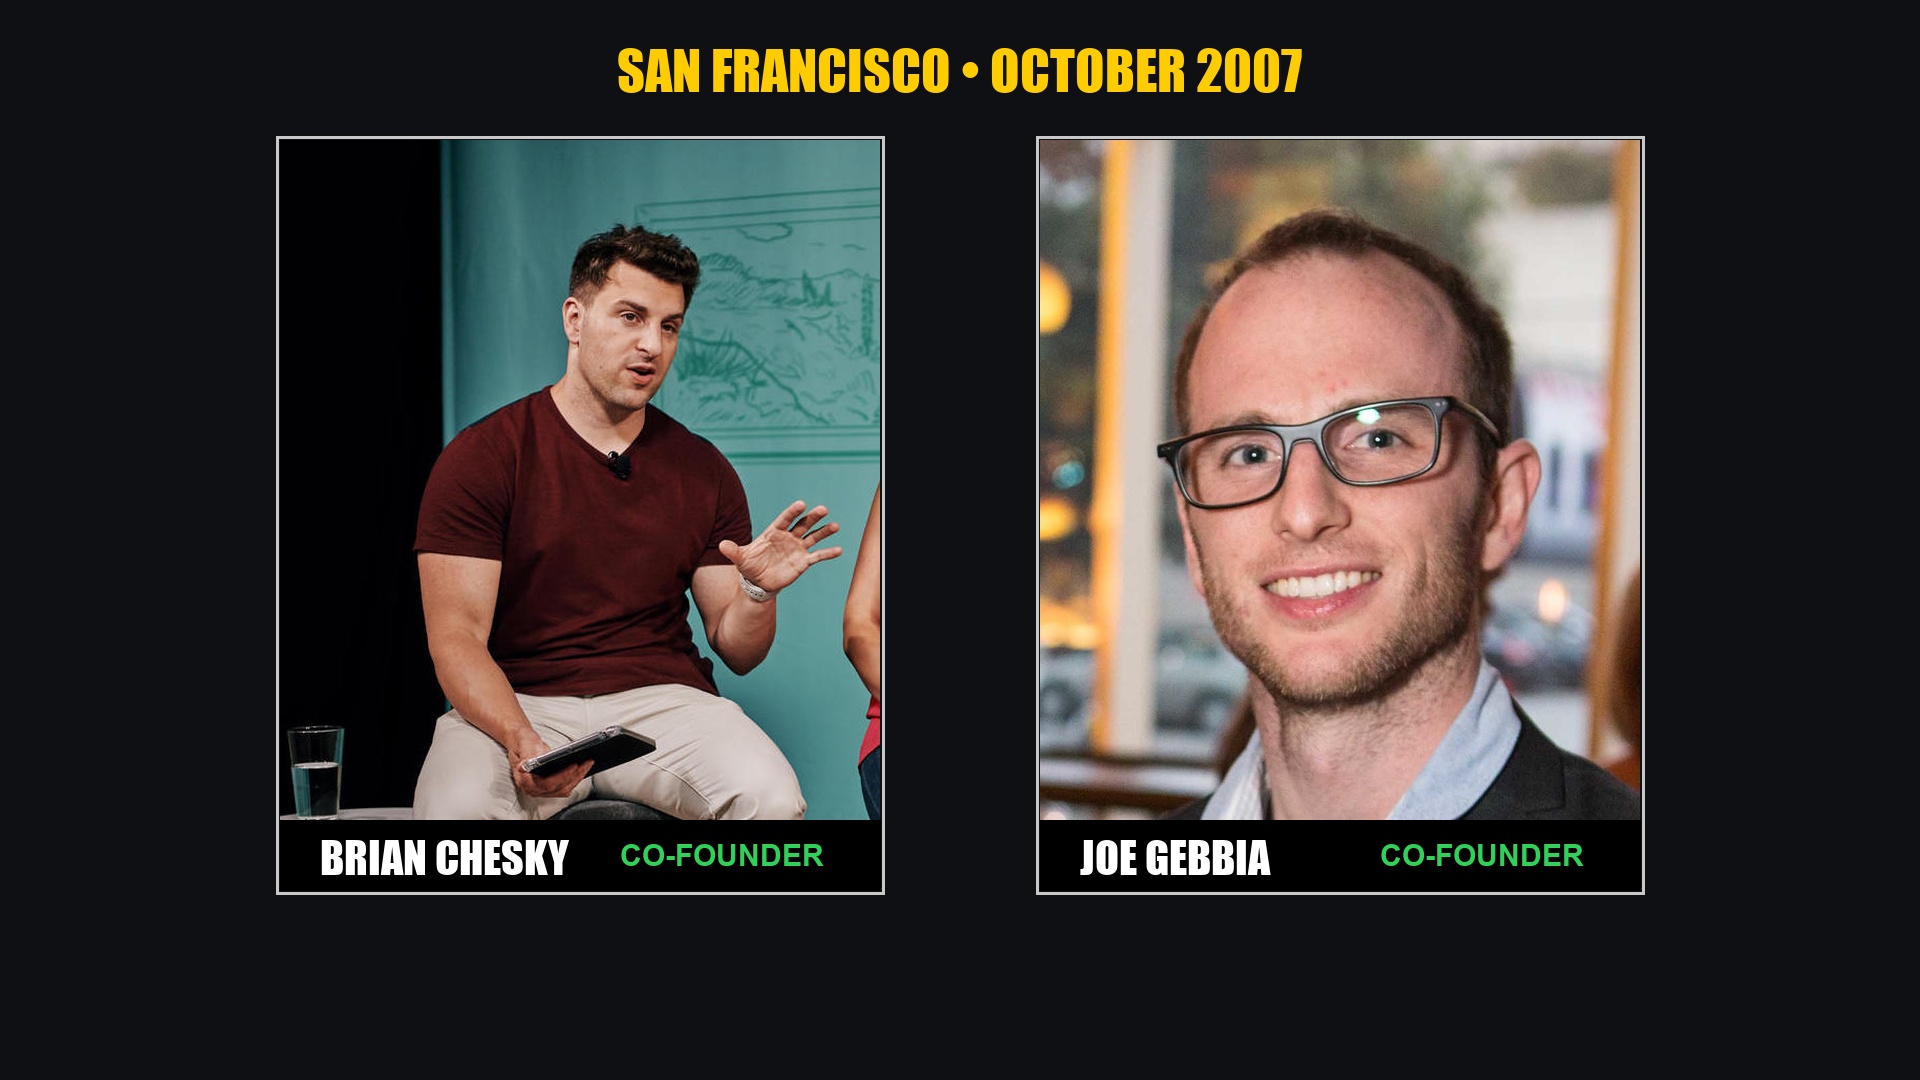 SAN FRANCISCO • OCTOBER 2007
BRIAN CHESKY CO-FOUNDER
JOE GEBBIA CO-FOUNDER